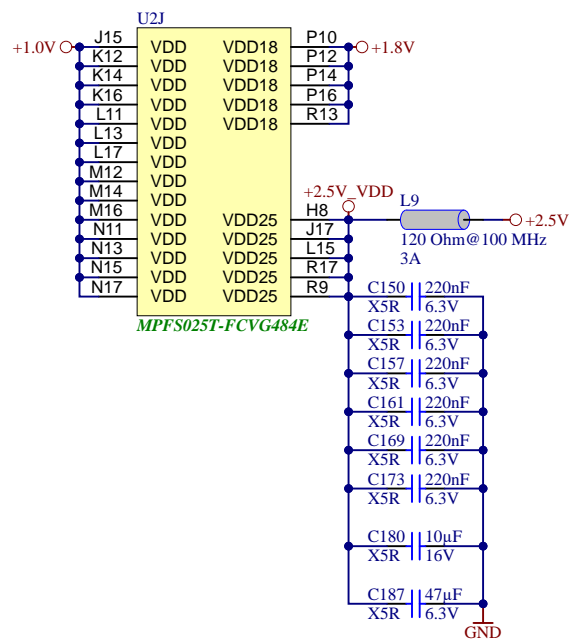 U2J
+1.0V
J15 VDD VDD18 P10
+1.8V
K12 VDD VDD18 P12
K14 VDD VDD18 P14
K16 VDD VDD18 P16
L11 VDD VDD18 R13
L13 VDD
L17 VDD
M12 VDD
M14 VDD
+2.5V_VDD
L9
M16 VDD VDD25 H8
+2.5V
N11 VDD VDD25 J17
120 Ohm@100 MHz
N13 VDD VDD25 L15
3A
N15 VDD VDD25 R17
N17 VDD VDD25 R9
MPFS025T-FCVG484E
C150 220nF
X5R 6.3V
C153 220nF
X5R 6.3V
C157 220nF
X5R 6.3V
C161 220nF
X5R 6.3V
C169 220nF
X5R 6.3V
C173 220nF
X5R 6.3V
C180 10µF
X5R 16V
C187 47µF
X5R 6.3V
GND